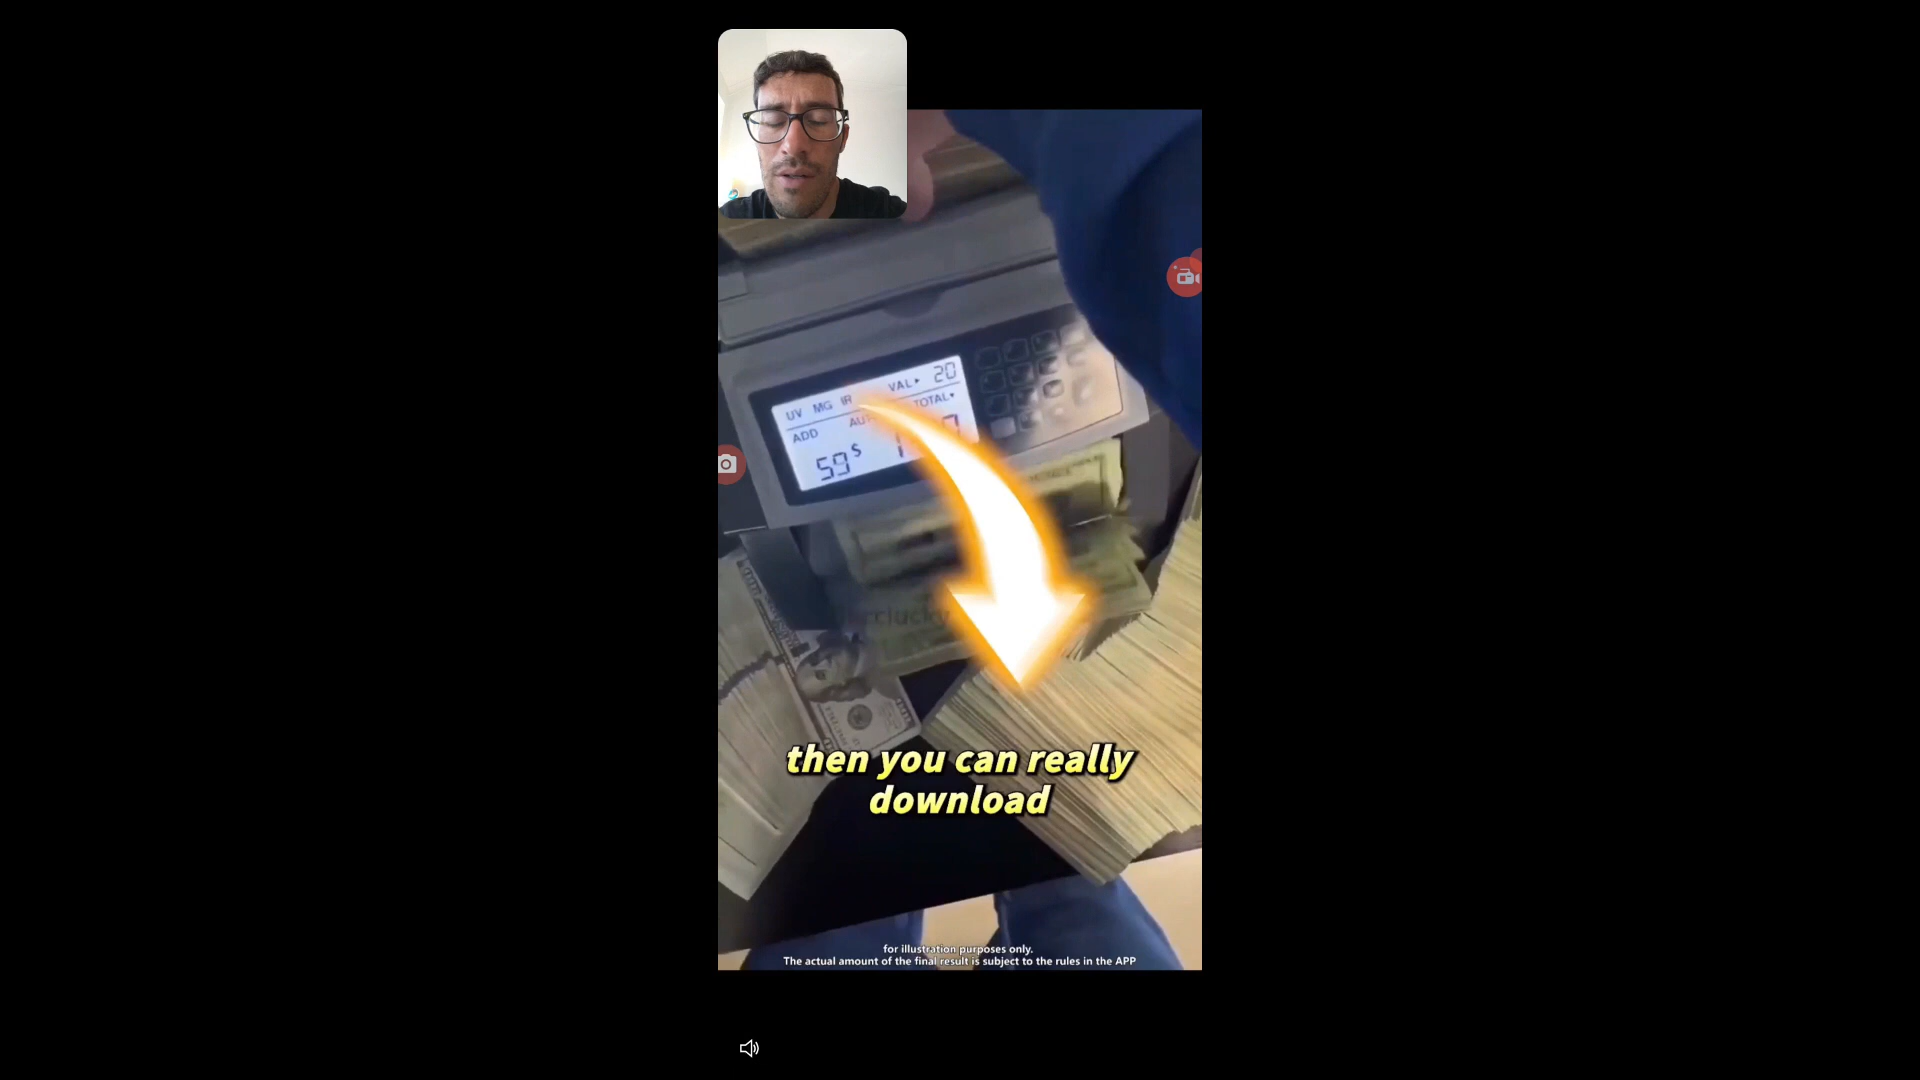 VAL▸ 20
UV MG IR
TOTAL▾
ADD
59 $
then you can really
download
for illustration purposes only.
The actual amount of the final result is subject to the rules in the APP